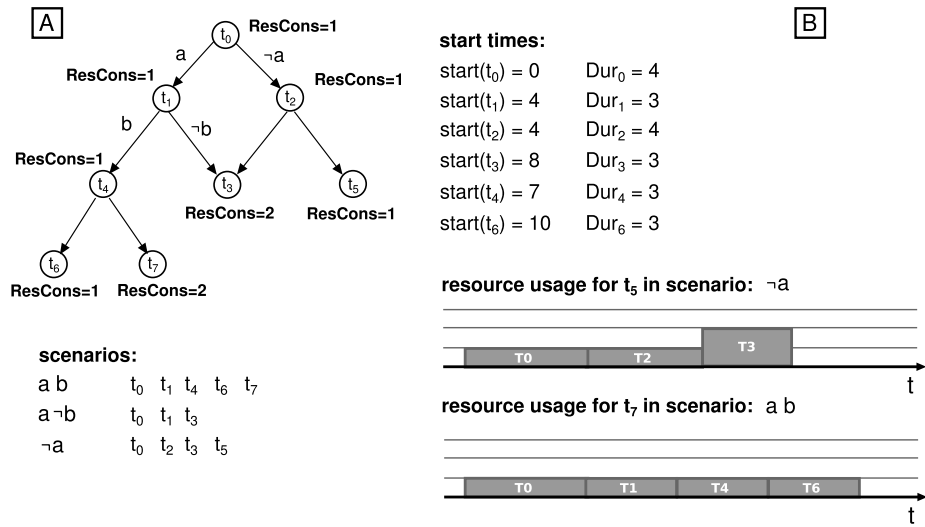 A
B
ResCons=1
t0
a
¬a
ResCons=1
ResCons=1
t1
t2
b
¬b
ResCons=1
t4
t3
t5
ResCons=2
ResCons=1
t6
t7
ResCons=1
ResCons=2
scenarios:
a b t0 t1 t4 t6 t7
a ¬b t0 t1 t3
¬a t0 t2 t3 t5
start times:
start(t0) = 0 Dur0 = 4
start(t1) = 4 Dur1 = 3
start(t2) = 4 Dur2 = 4
start(t3) = 8 Dur3 = 3
start(t4) = 7 Dur4 = 3
start(t6) = 10 Dur6 = 3
resource usage for t5 in scenario: ¬a
T0 T2 T3
t
resource usage for t7 in scenario: a b
T0 T1 T4 T6
t